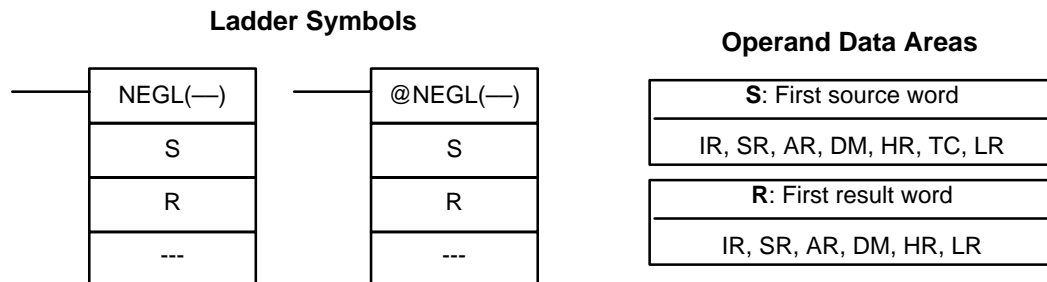 Ladder Symbols
NEGL(––)
S
R
---
@NEGL(––)
S
R
---
Operand Data Areas
S: First source word
IR, SR, AR, DM, HR, TC, LR
R: First result word
IR, SR, AR, DM, HR, LR